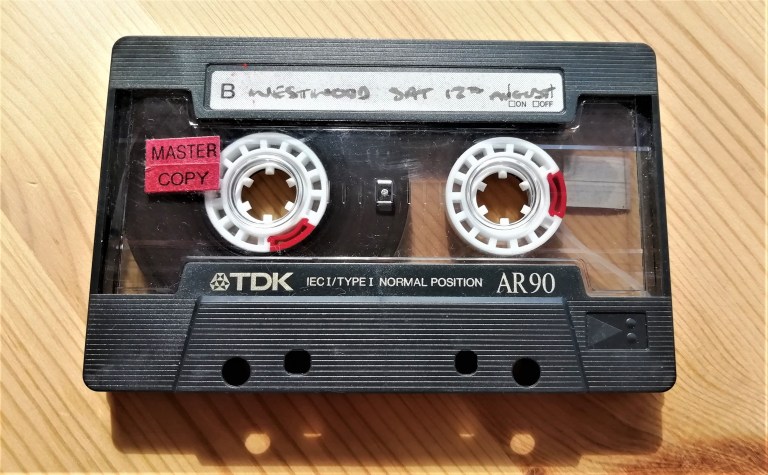 B WESTWOOD SAT 12TH AUGUST
ON OFF
MASTER
COPY
TDK IEC I/TYPE I NORMAL POSITION AR90